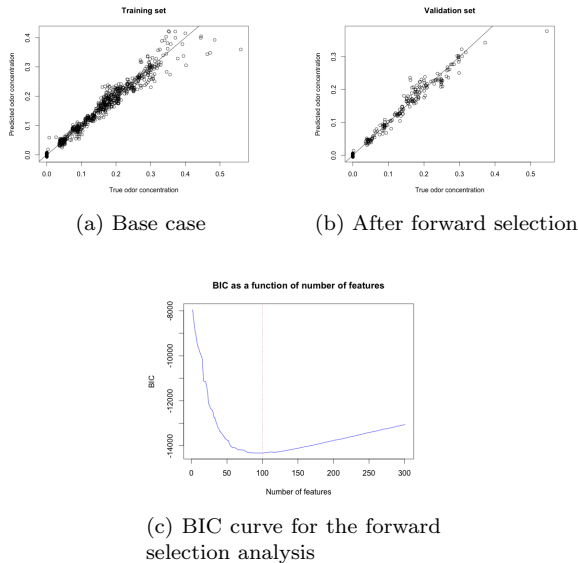 Training set
Predicted odor concentration
0.0 0.1 0.2 0.3 0.4
0.0 0.1 0.2 0.3 0.4 0.5
True odor concentration
(a) Base case
Validation set
Predicted odor concentration
0.0 0.1 0.2 0.3
0.0 0.1 0.2 0.3 0.4 0.5
True odor concentration
(b) After forward selection
BIC as a function of number of features
BIC
-14000 -12000 -10000 -8000
0 50 100 150 200 250 300
Number of features
(c) BIC curve for the forward
selection analysis